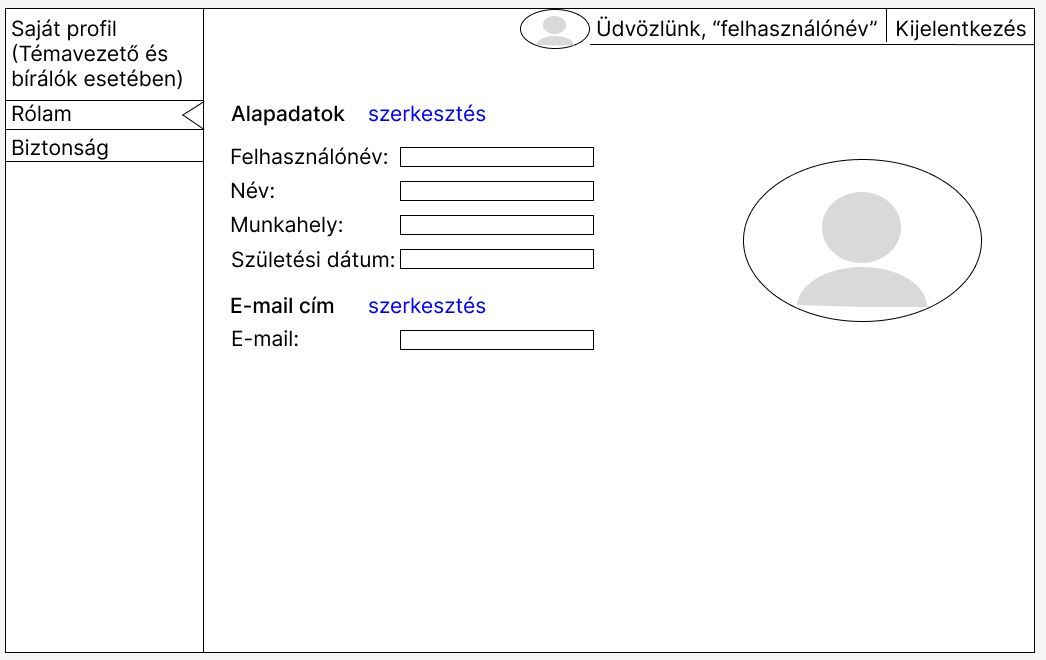 Saját profil
(Témavezető és
bírálók esetében)
Rólam
Biztonság
Üdvözlünk, “felhasználónév”
Kijelentkezés
Alapadatok szerkesztés
Felhasználónév:
Név:
Munkahely:
Születési dátum:
E-mail cím szerkesztés
E-mail: